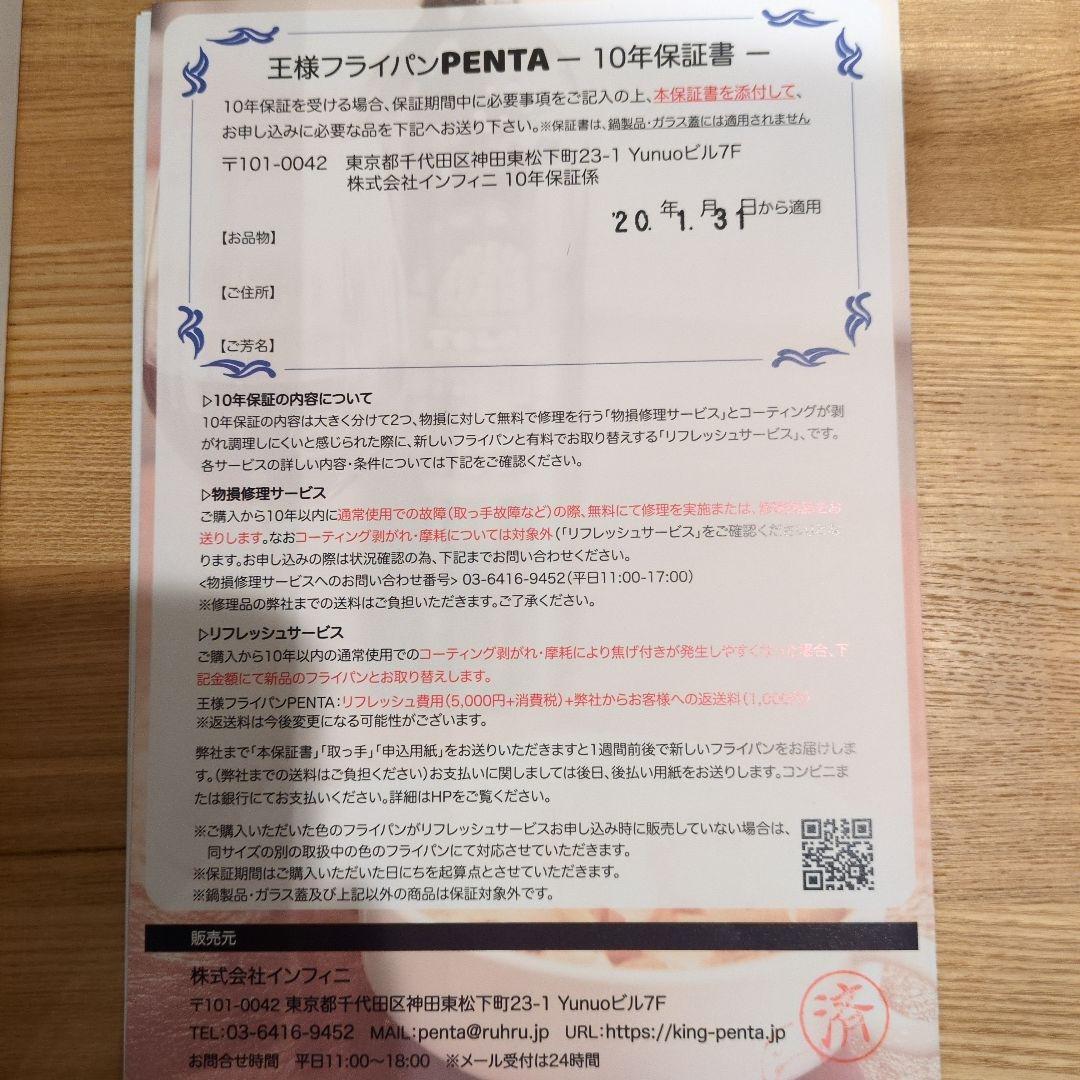 王様フライパンPENTA ー 10年保証書 ー
10年保証を受ける場合、保証期間中に必要事項をご記入の上、本保証書を添付して、
お申し込みに必要な品を下記へお送り下さい。※保証書は、鍋製品・ガラス蓋には適用されません
〒101-0042 東京都千代田区神田東松下町23-1 Yunuoビル7F
株式会社インフィニ 10年保証係
'20. 年 1. 月 31 日から適用
【お品物】
【ご住所】
【ご芳名】
▷10年保証の内容について
10年保証の内容は大きく分けて2つ、物損に対して無料で修理を行う「物損修理サービス」とコーティングが剥
がれ調理しにくいと感じられた際に、新しいフライパンと有料でお取り替えする「リフレッシュサービス」、です。
各サービスの詳しい内容・条件については下記をご確認ください。
▷物損修理サービス
ご購入から10年以内に通常使用での故障(取っ手故障など)の際、無料にて修理を実施または、
送りします。なおコーティング剥がれ・摩耗については対象外(「リフレッシュサービス」をご確認くだ
ります。お申し込みの際は状況確認の為、下記までお問い合わせください。
<物損修理サービスへのお問い合わせ番号> 03-6416-9452(平日11:00-17:00)
※修理品の弊社までの送料はご負担いただきます。ご了承ください。
▷リフレッシュサービス
ご購入から10年以内の通常使用でのコーティング剥がれ・摩耗により焦げ付きが発生しやすくなった場合、下
記金額にて新品のフライパンとお取り替えします。
王様フライパンPENTA:リフレッシュ費用(5,000円+消費税)+弊社からお客様への返送料
※返送料は今後変更になる可能性がございます。
弊社まで「本保証書」「取っ手」「申込用紙」をお送りいただきますと1週間前後で新しいフライパンをお届けしま
す。(弊社までの送料はご負担ください)お支払いに関しましては後日、後払い用紙をお送りします。コンビニま
たは銀行にてお支払いください。詳細はHPをご覧ください。
※ご購入いただいた色のフライパンがリフレッシュサービスお申し込み時に販売していない場合は、
同サイズの別の取扱中の色のフライパンにて対応させていただきます。
※保証期間はご購入いただいた日にちを起算点とさせていただきます。
※鍋製品・ガラス蓋及び上記以外の商品は保証対象外です。
販売元
株式会社インフィニ
〒101-0042 東京都千代田区神田東松下町23-1 Yunuoビル7F
TEL:03-6416-9452 MAIL:penta@ruhru.jp URL:https://king-penta.jp
お問合せ時間 平日11:00～18:00 ※メール受付は24時間
済